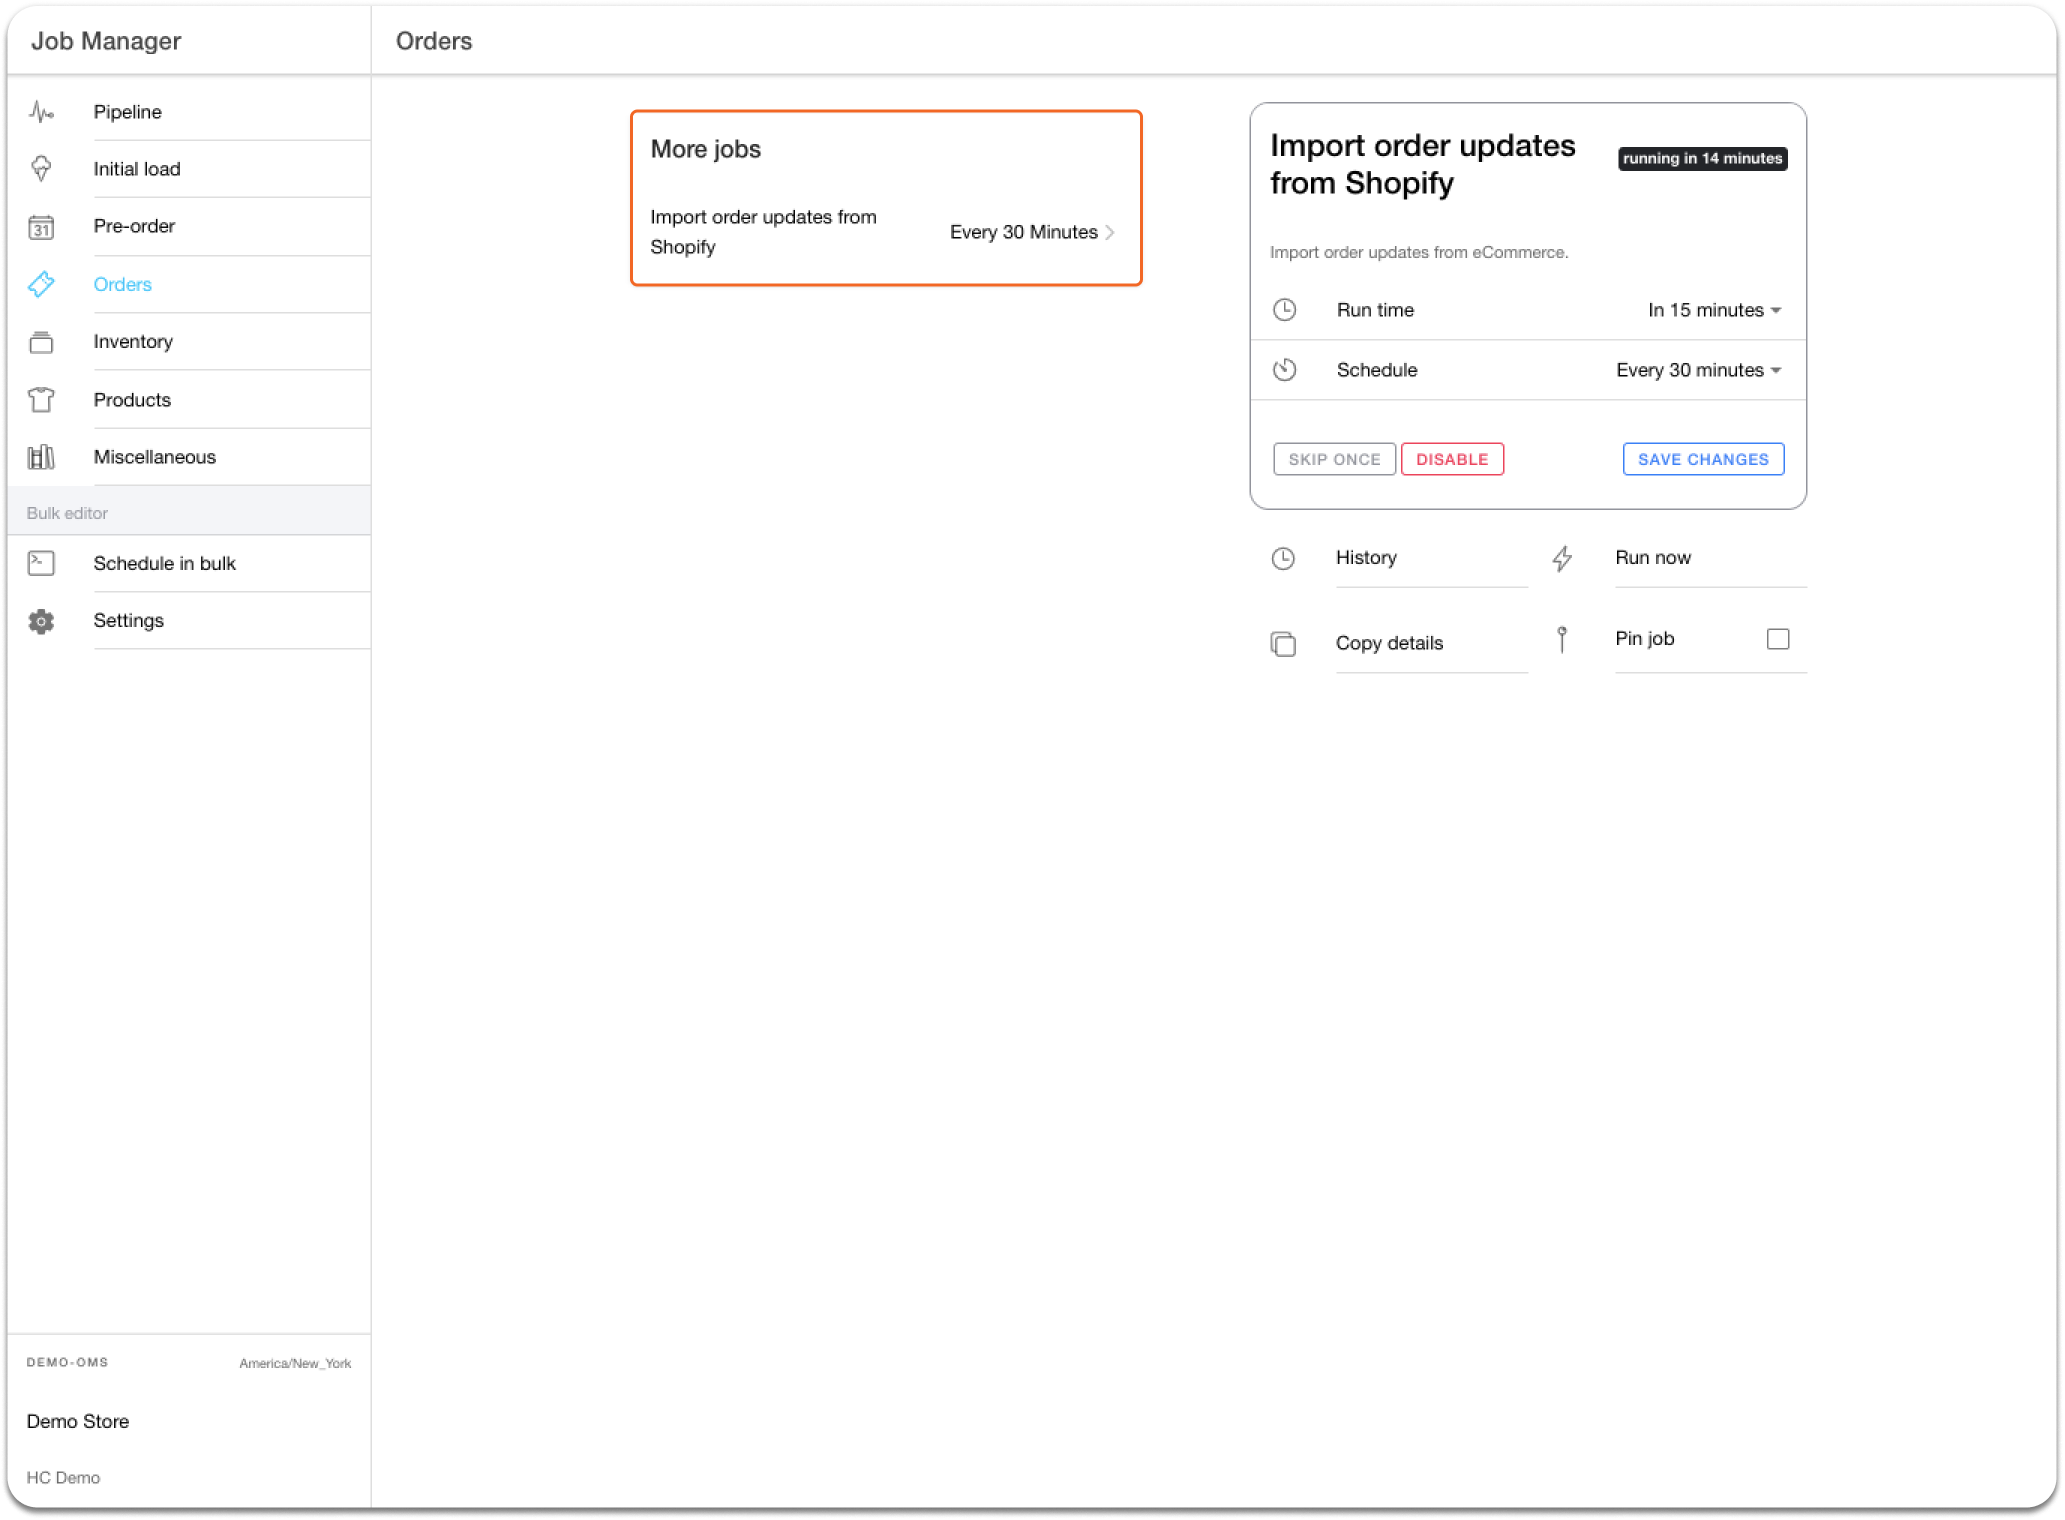 Job Manager
Orders
Pipeline
Initial load
31
Pre-order
Orders
Inventory
Products
Miscellaneous
Bulk editor
Schedule in bulk
Settings
DEMO-OMS America/New_York
Demo Store
HC Demo
More jobs
Import order updates from
Shopify
Every 30 Minutes
Import order updates
from Shopify
running in 14 minutes
Import order updates from eCommerce.
Run time In 15 minutes
Schedule Every 30 minutes
SKIP ONCE DISABLE SAVE CHANGES
History Run now
Copy details Pin job